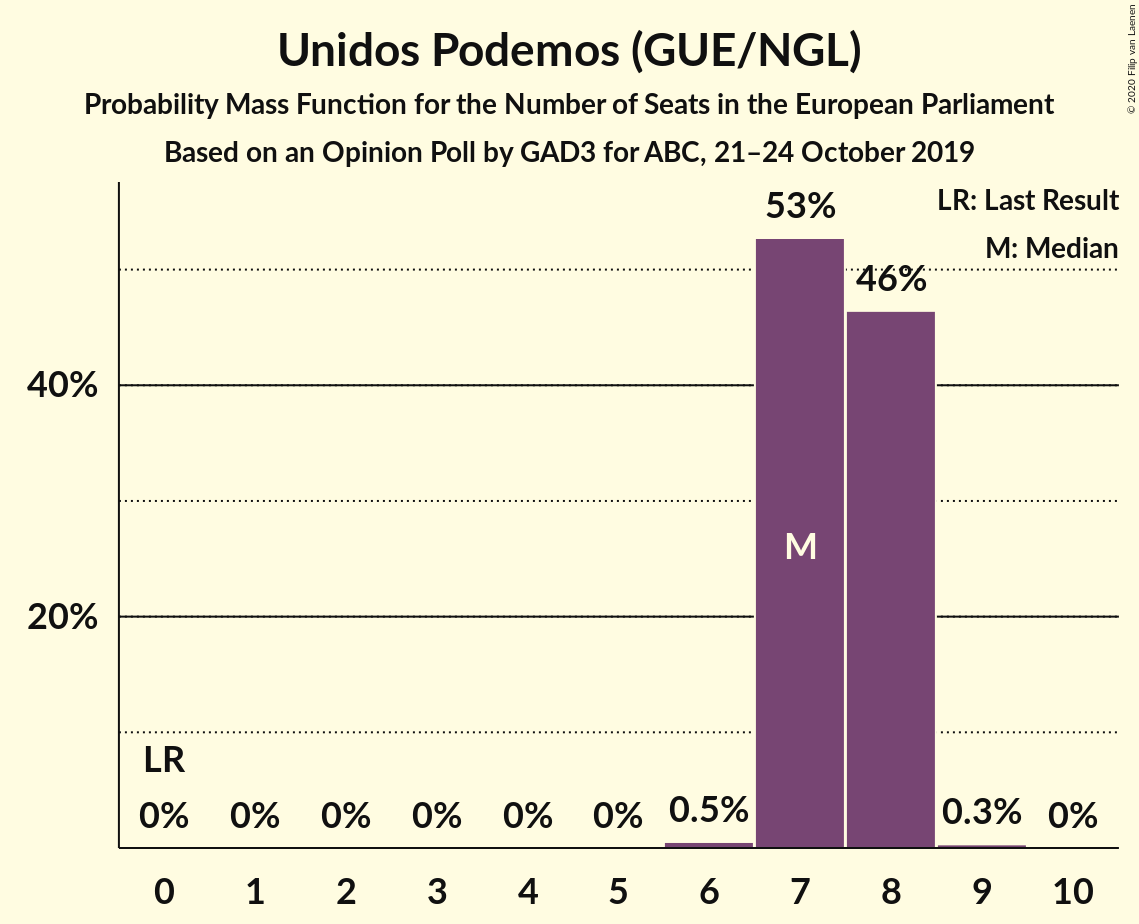 Unidos Podemos (GUE/NGL)
Probability Mass Function for the Number of Seats in the European Parliament
Based on an Opinion Poll by GAD3 for ABC, 21–24 October 2019
© 2020 Filip van Laenen
LR: Last Result
M: Median
53%
46%
40%
M
20%
LR
0% 0% 0% 0% 0% 0% 0.5% 0.3% 0%
0 1 2 3 4 5 6 7 8 9 10